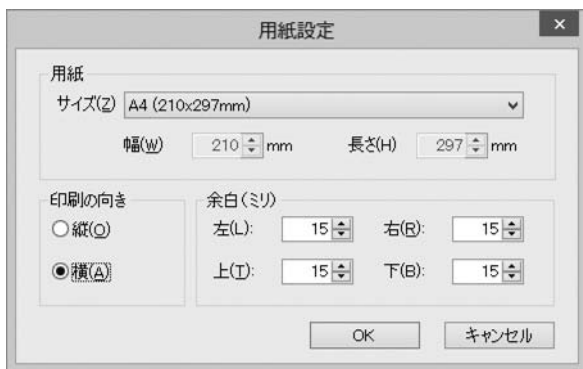 用紙設定
用紙
サイズ(Z) A4 (210x297mm)
幅(W) 210 mm 長さ(H) 297 mm
印刷の向き
縦(O)
横(A)
余白(ミリ)
左(L): 15 右(R): 15
上(T): 15 下(B): 15
OK キャンセル